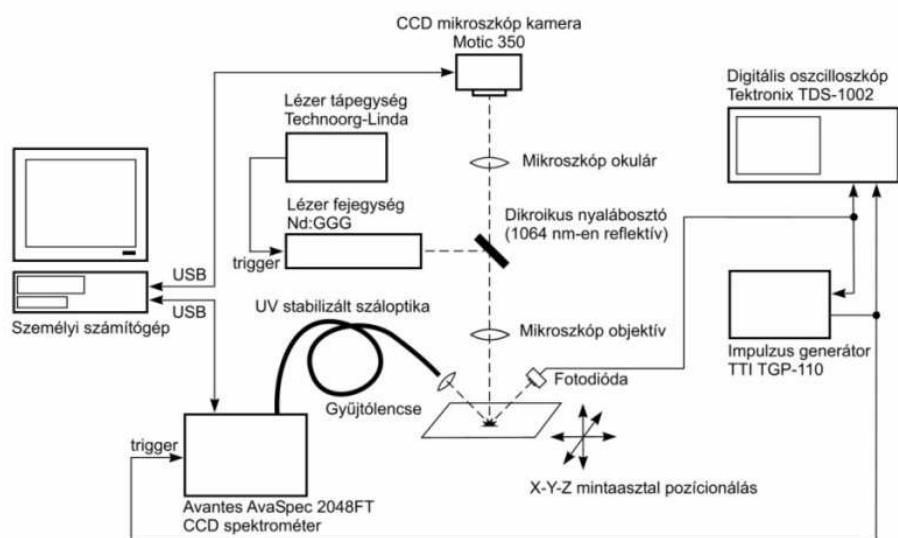 CCD mikroszkóp kamera
Motic 350
Digitális oszcilloszkóp
Tektronix TDS-1002
Lézer tápegység
Technoorg-Linda
Mikroszkóp okulár
Lézer fejegység
Nd:GGG
Dikroikus nyalábosztó
(1064 nm-en reflektív)
trigger
USB
USB
UV stabilizált száloptika
Személyi számítógép
Mikroszkóp objektív
Impulzus generátor
TTI TGP-110
Fotodióda
Gyűjtőlencse
trigger
X-Y-Z mintaasztal pozícionálás
Avantes AvaSpec 2048FT
CCD spektrométer